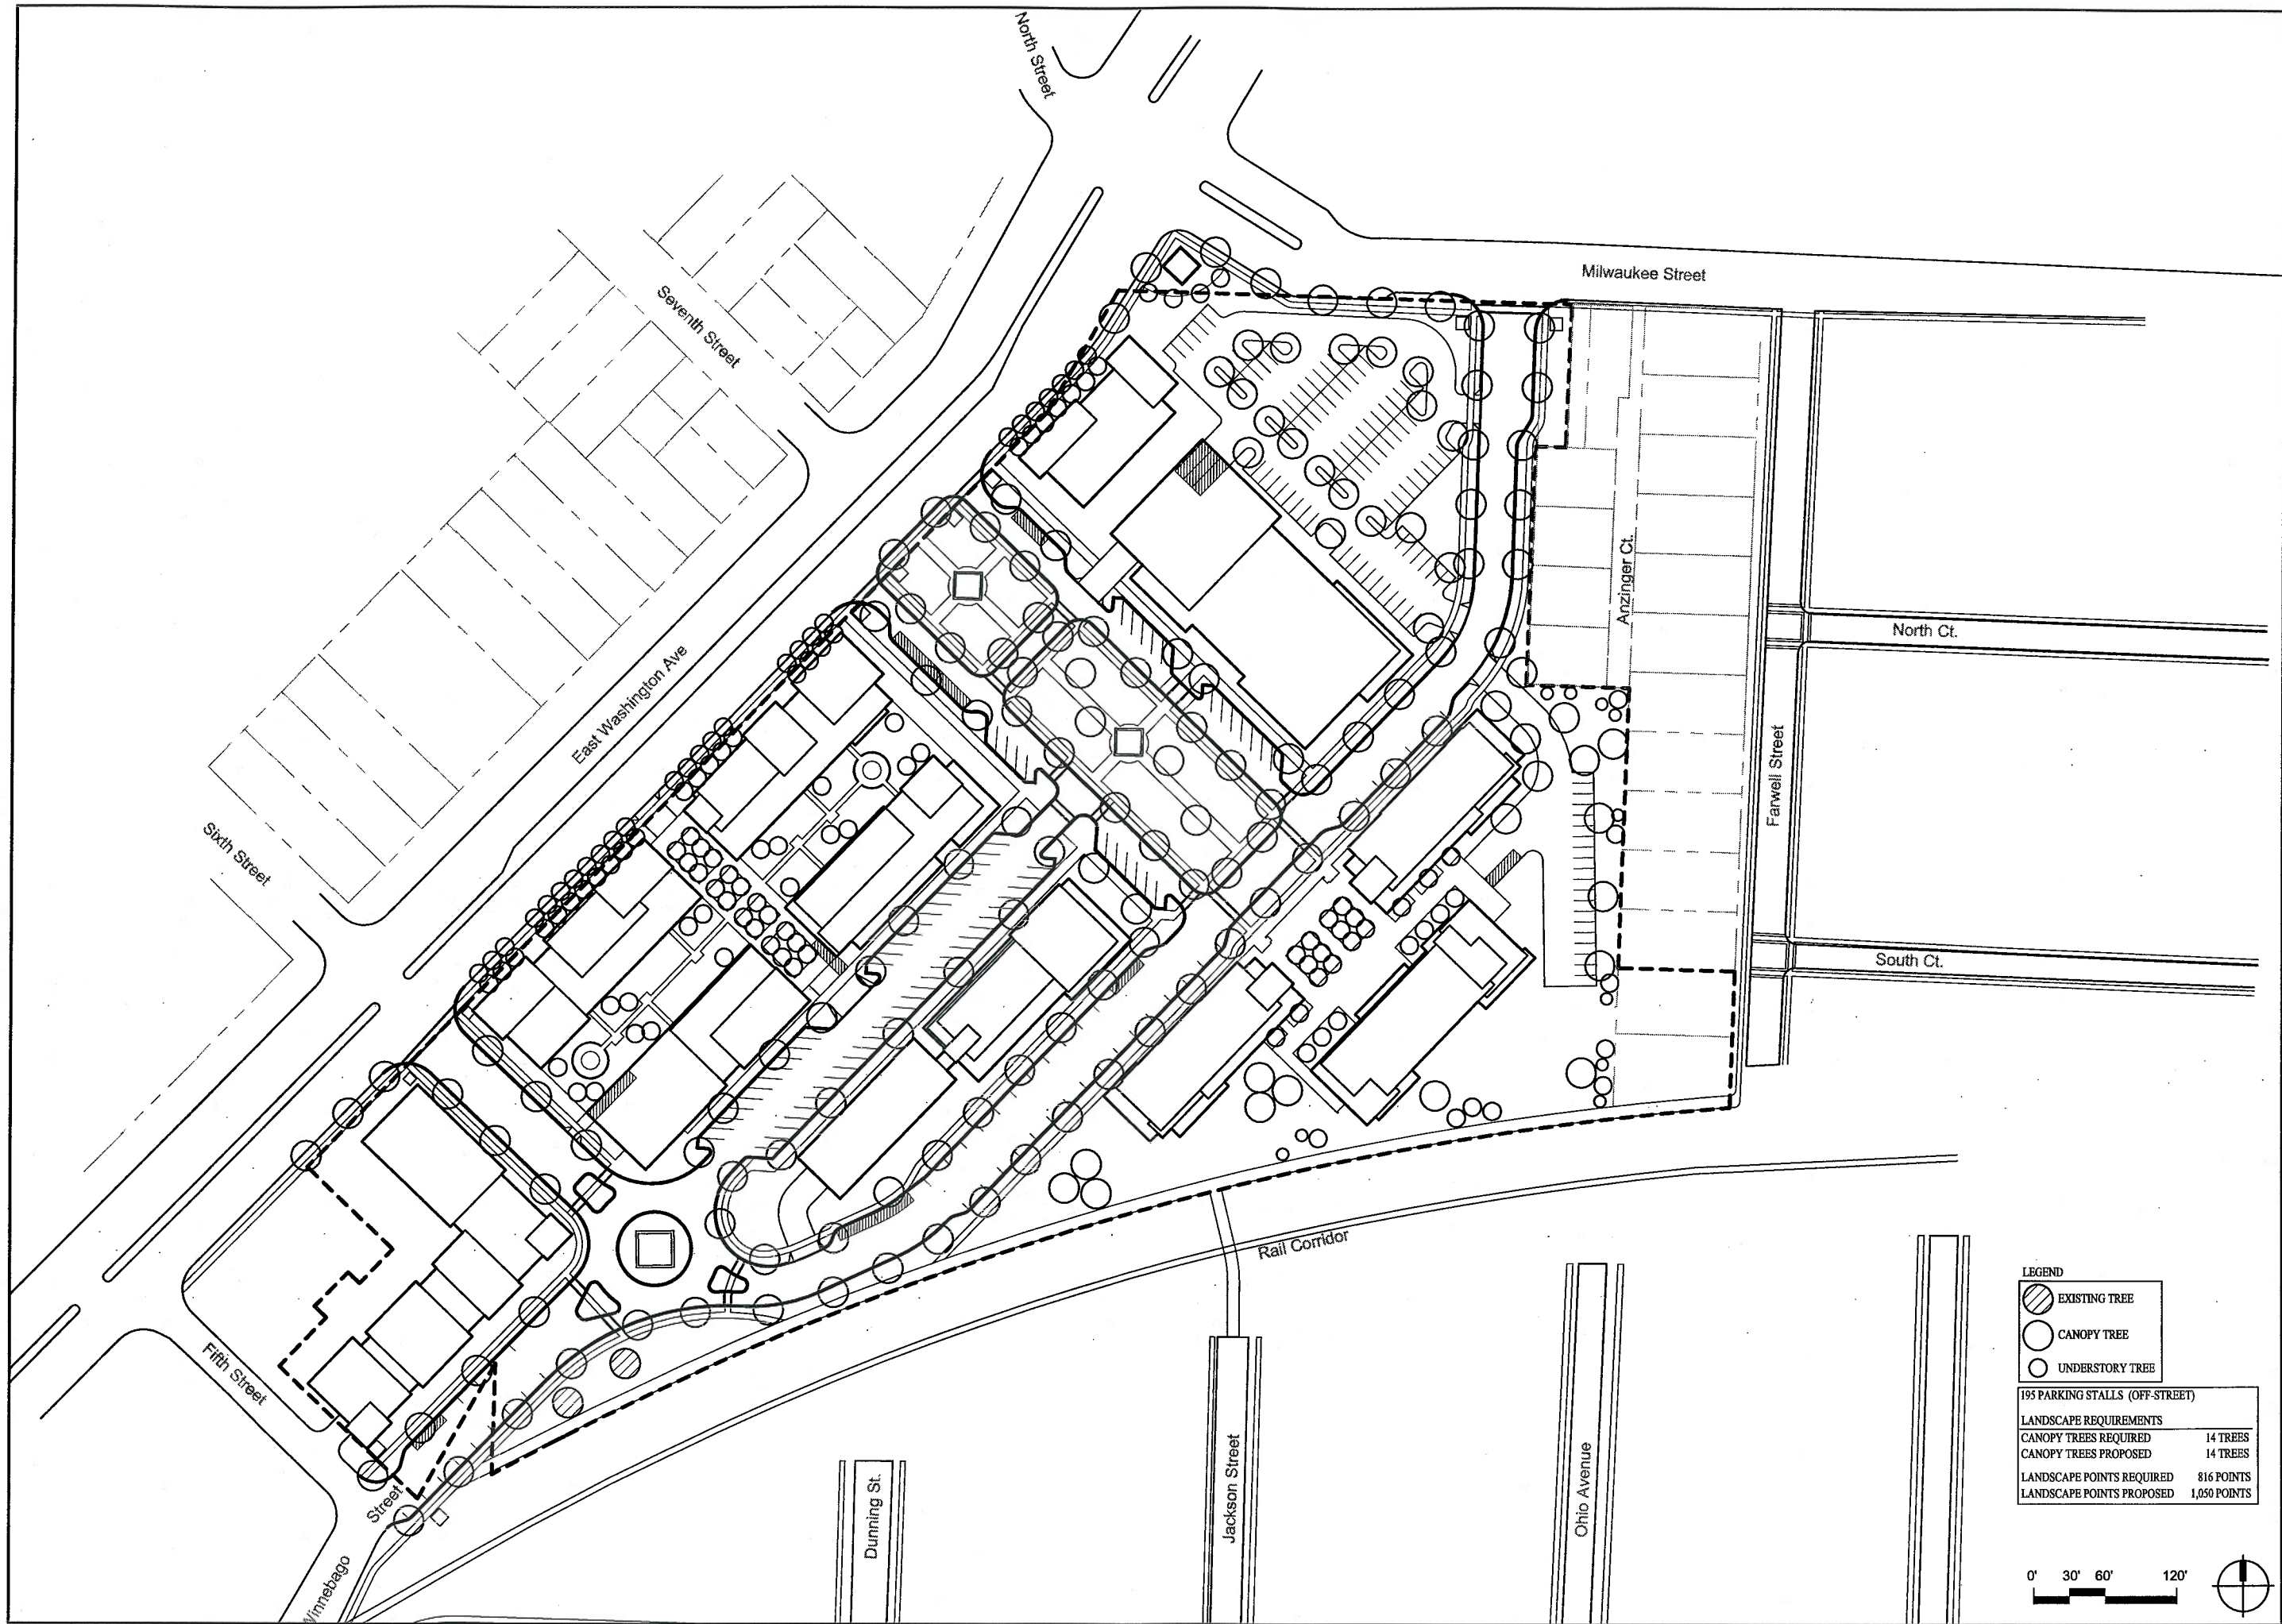 North Street
Milwaukee Street
Seventh Street
East Washington Ave
Sixth Street
Anzinger Ct.
North Ct.
Farwell Street
South Ct.
Rail Corridor
Fifth Street
Street
Winnebago
Dunning St.
Jackson Street
Ohio Avenue
LEGEND
EXISTING TREE
CANOPY TREE
UNDERSTORY TREE
195 PARKING STALLS (OFF-STREET)
LANDSCAPE REQUIREMENTS
CANOPY TREES REQUIRED 14 TREES
CANOPY TREES PROPOSED 14 TREES
LANDSCAPE POINTS REQUIRED 816 POINTS
LANDSCAPE POINTS PROPOSED 1,050 POINTS
0' 30' 60' 120'